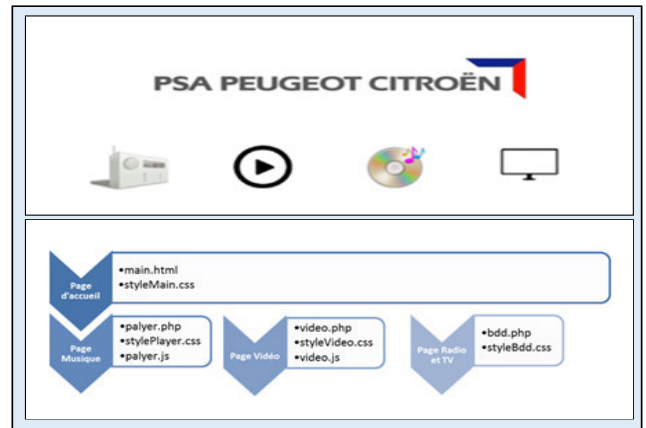 PSA PEUGEOT CITROËN
Page
d'accueil
•main.html
•styleMain.css
Page
Musique
•palyer.php
•stylePlayer.css
•palyer.js
Page Vidéo
•video.php
•styleVideo.css
•video.js
Page Radio
et TV
•bdd.php
•styleBdd.css